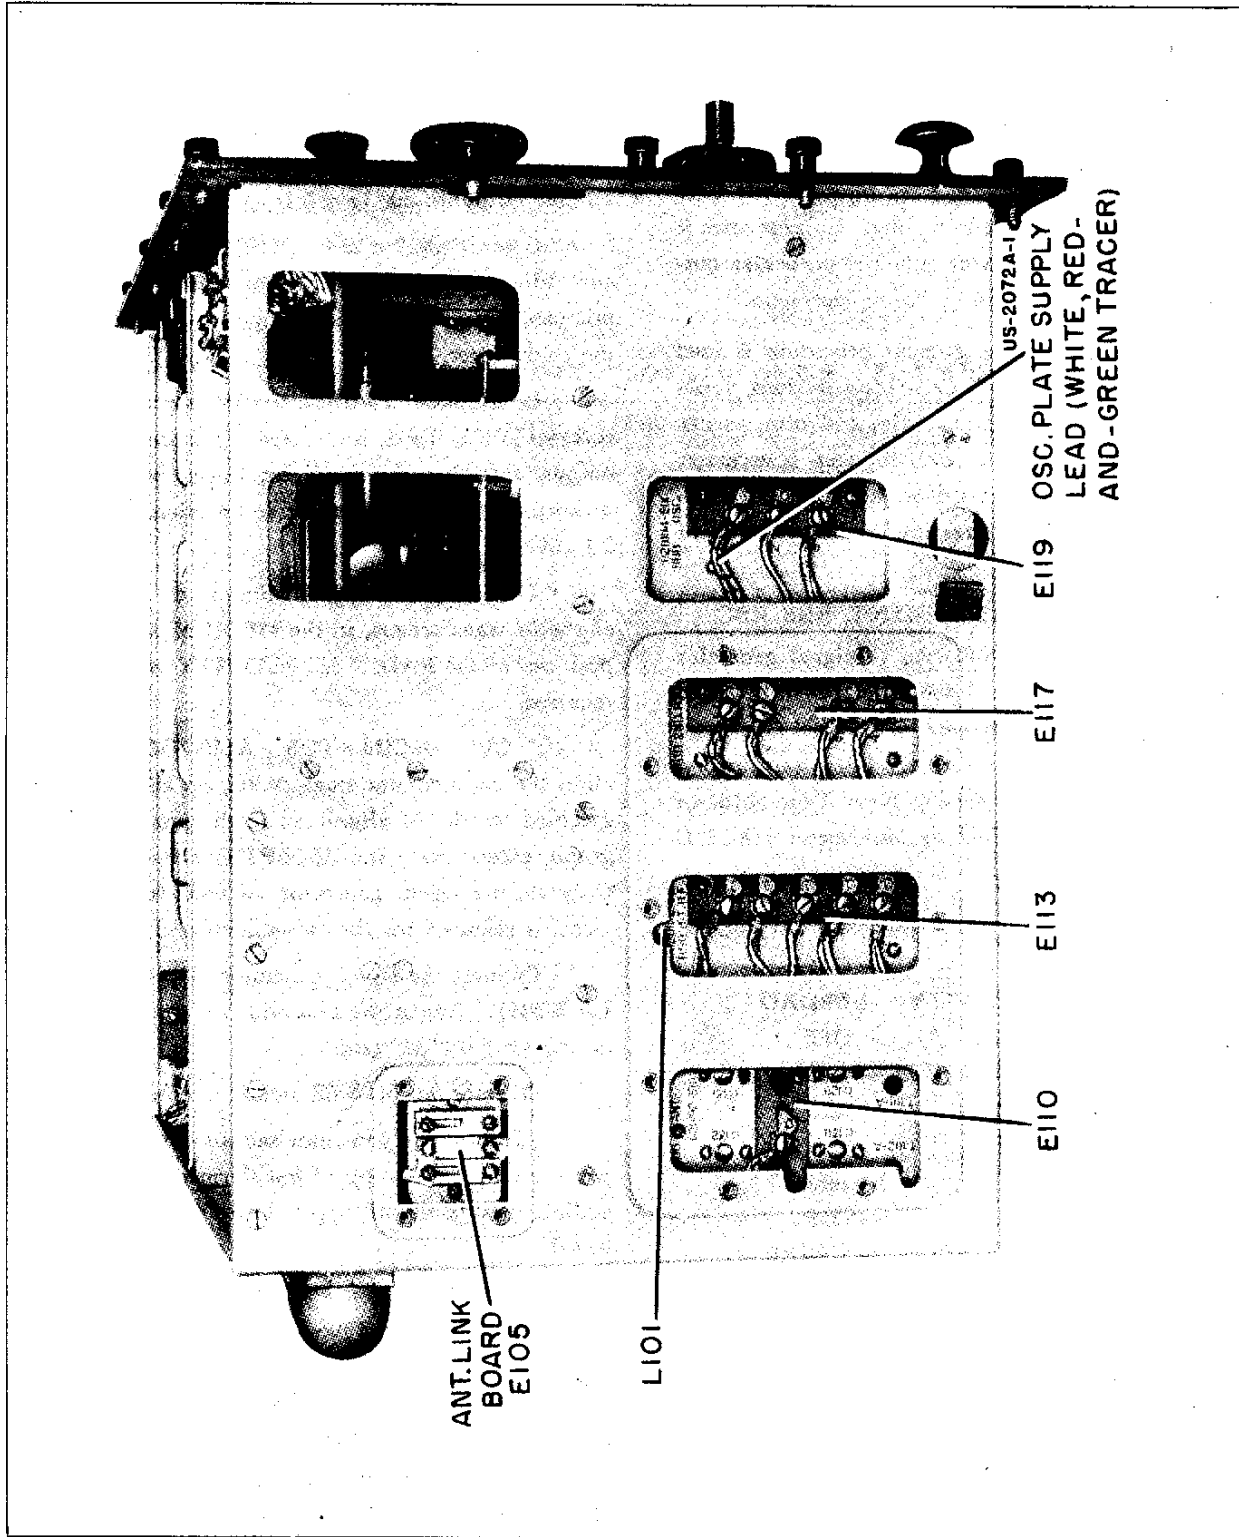 ANT. LINK
BOARD
E105
L101
E110
E113
E117
E119
OSC. PLATE SUPPLY
LEAD (WHITE, RED-
AND-GREEN TRACER)
US-2072A-1